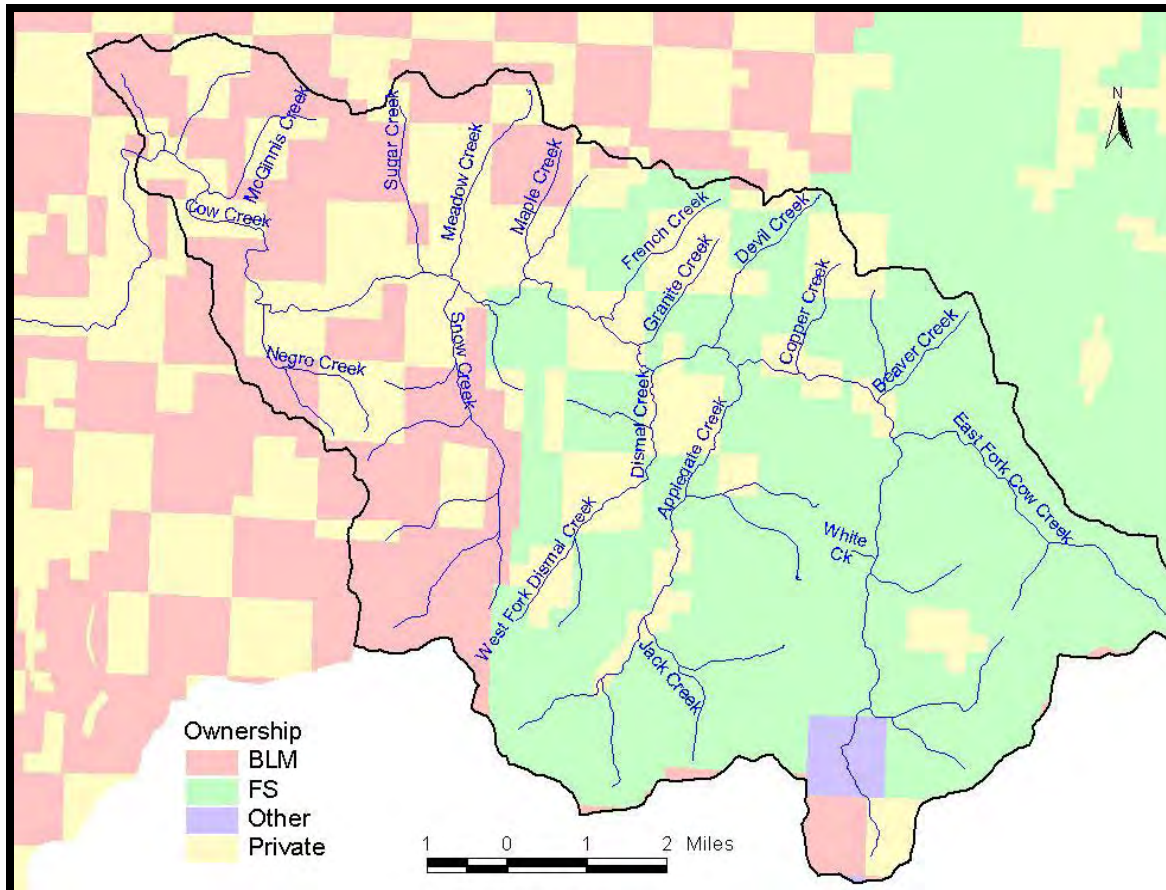 N
McGinnis Creek
Cow Creek
Sugar Creek
Meadow Creek
Maple Creek
French Creek
Granite Creek
Devil Creek
Copper Creek
Beaver Creek
Negro Creek
Snow Creek
Dismal Creek
Applegate Creek
East Fork Cow Creek
West Fork Dismal Creek
White
Ck
Jack Creek
Ownership
BLM
FS
Other
Private
1 0 1 2 Miles